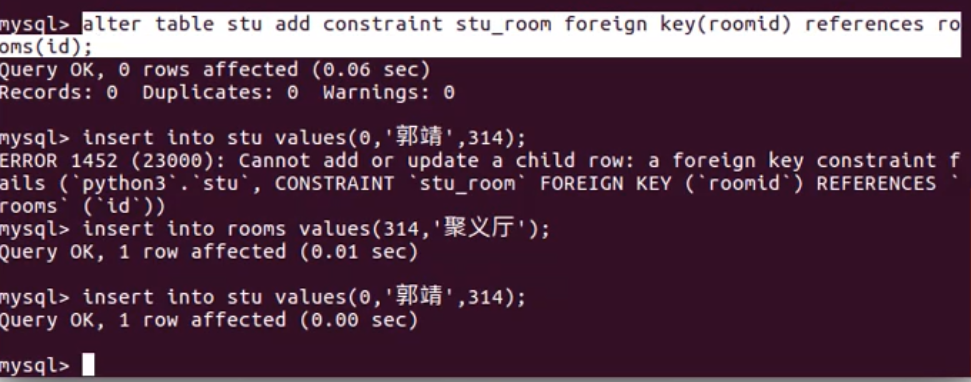 mysql> alter table stu add constraint stu_room foreign key(roomid) references ro
oms(id);
Query OK, 0 rows affected (0.06 sec)
Records: 0  Duplicates: 0  Warnings: 0
mysql> insert into stu values(0,'郭靖',314);
ERROR 1452 (23000): Cannot add or update a child row: a foreign key constraint f
ails (`python3`.`stu`, CONSTRAINT `stu_room` FOREIGN KEY (`roomid`) REFERENCES `
rooms` (`id`))
mysql> insert into rooms values(314,'聚义厅');
Query OK, 1 row affected (0.01 sec)
mysql> insert into stu values(0,'郭靖',314);
Query OK, 1 row affected (0.00 sec)
mysql>